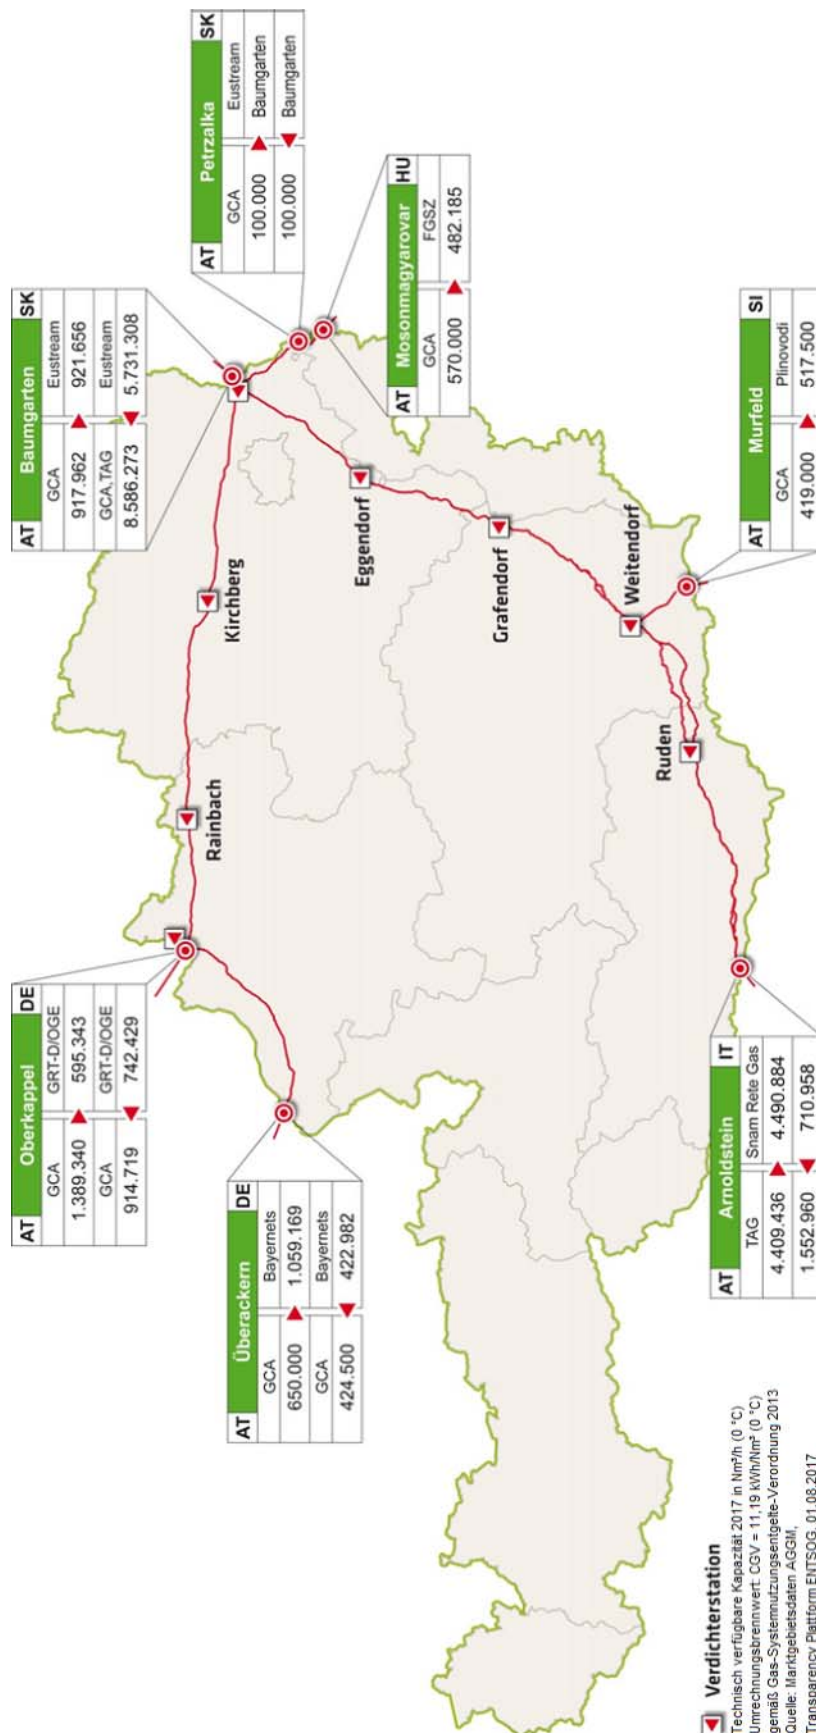 AT Oberkappel DE
GCA GRT-D/OGE
1.389.340 595.343
GCA GRT-D/OGE
914.719 742.429
AT Baumgarten SK
GCA Eustream
917.962 921.656
GCA,TAG Eustream
8.586.273 5.731.308
AT Petrzalka SK
GCA Eustream
100.000 Baumgarten
100.000 Baumgarten
AT Überackern DE
GCA Bayernets
650.000 1.059.169
GCA Bayernets
424.500 422.982
AT Mosonmagyarovar HU
GCA FGSZ
570.000 482.185
Rainbach
Kirchberg
Eggendorf
Grafendorf
Weitendorf
Ruden
AT Arnoldstein IT
TAG Snam Rete Gas
4.409.436 4.490.884
1.552.960 710.958
AT Murfeld SI
GCA Plinovodi
419.000 517.500
Verdichterstation
Technisch verfügbare Kapazität 2017 in Nm³/h (0 °C)
Umrechnungsbrennwert: CGV = 11,19 kWh/Nm³ (0 °C)
gemäß Gas-Systemnutzungsentgelte-Verordnung 2013
Quelle: Marktgebietsdaten AGGM,
Transparency Plattform ENTSOG, 01.08.2017